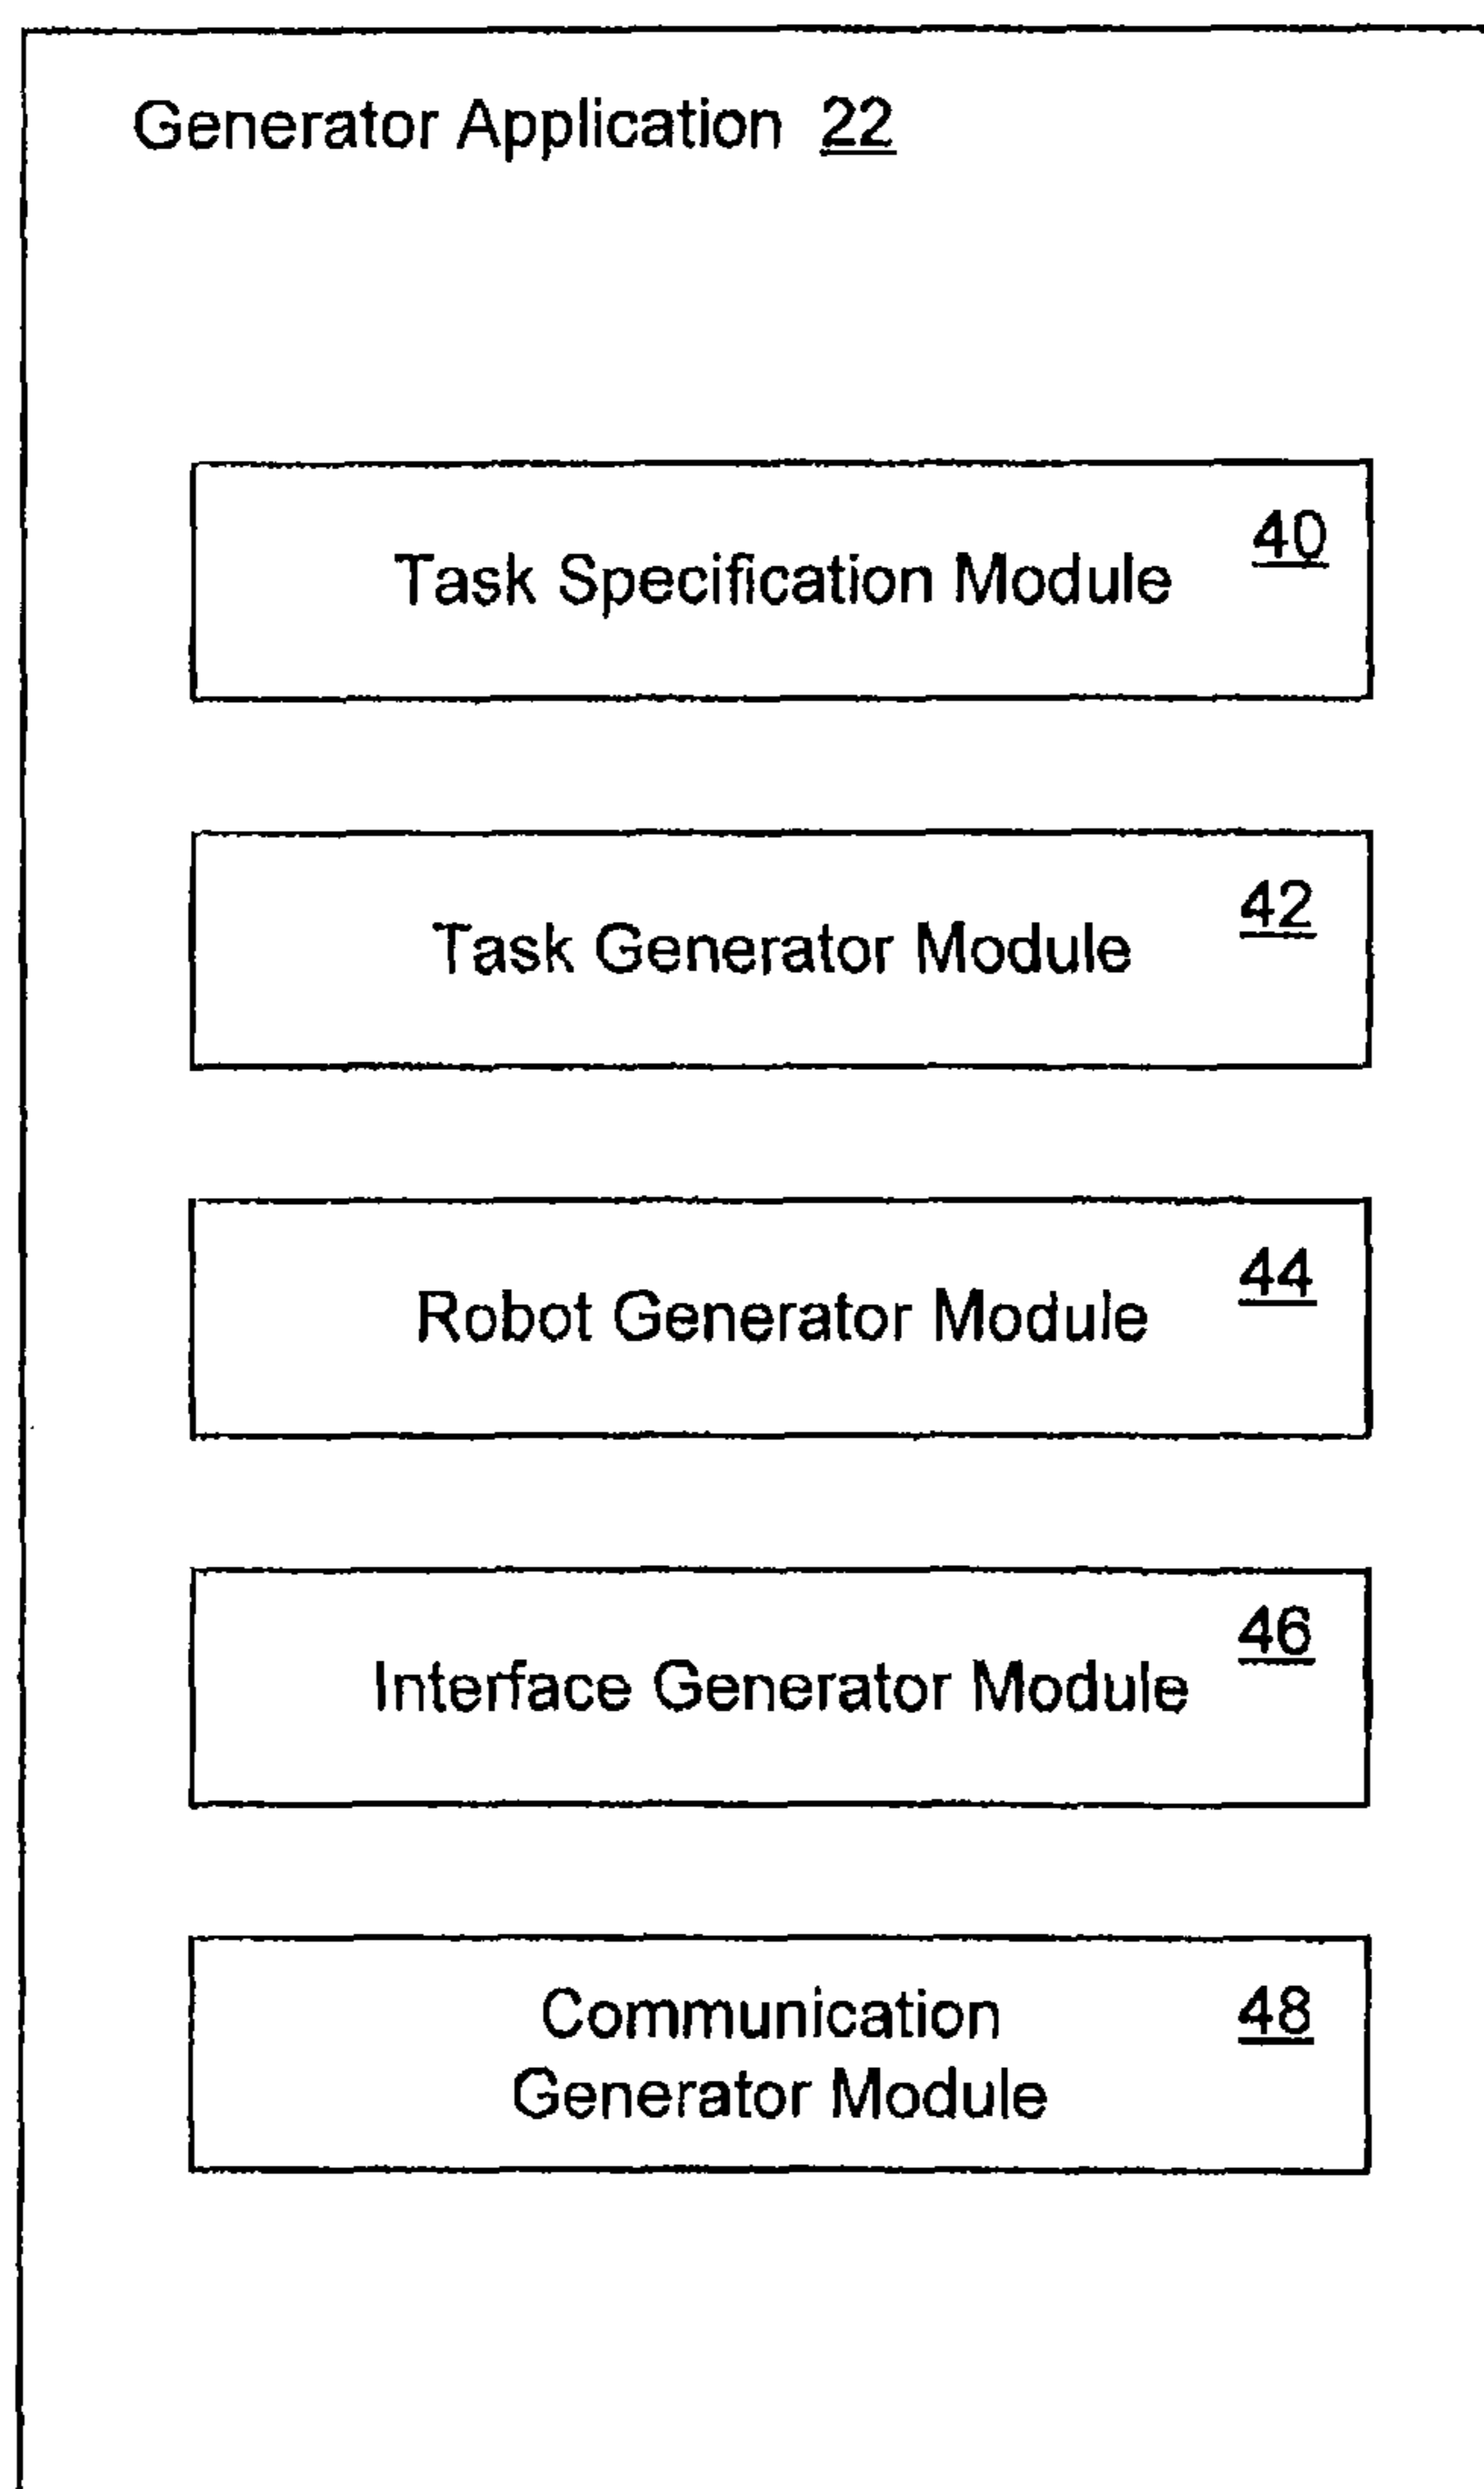 Generator Application 22
40
Task Specification Module
42
Task Generator Module
44
Robot Generator Module
46
Interface Generator Module
Communication 48
Generator Module